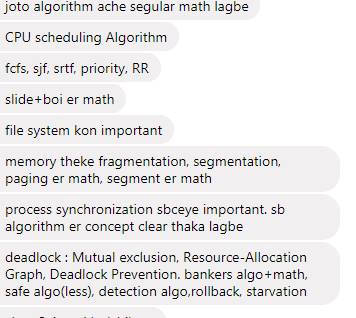 joto algorithm ache segular math lagbe
CPU scheduling Algorithm
fcfs, sjf, srtf, priority, RR
slide+boi er math
file system kon important
memory theke fragmentation, segmentation,
paging er math, segment er math
process synchronization sbceye important. sb
algorithm er concept clear thaka lagbe
deadlock : Mutual exclusion, Resource-Allocation
Graph, Deadlock Prevention. bankers algo+math,
safe algo(less), detection algo,rollback, starvation